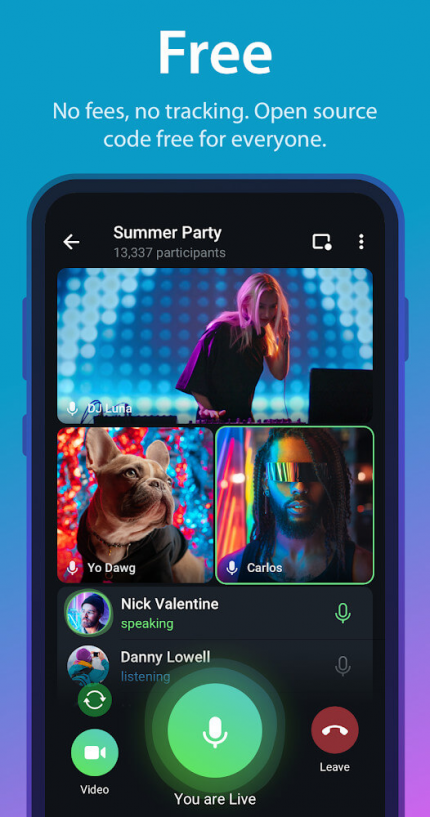 Free
No fees, no tracking. Open source
code free for everyone.
Summer Party
13,337 participants
DJ Luna
Yo Dawg
Carlos
Nick Valentine
speaking
Danny Lowell
listening
Video
You are Live
Leave